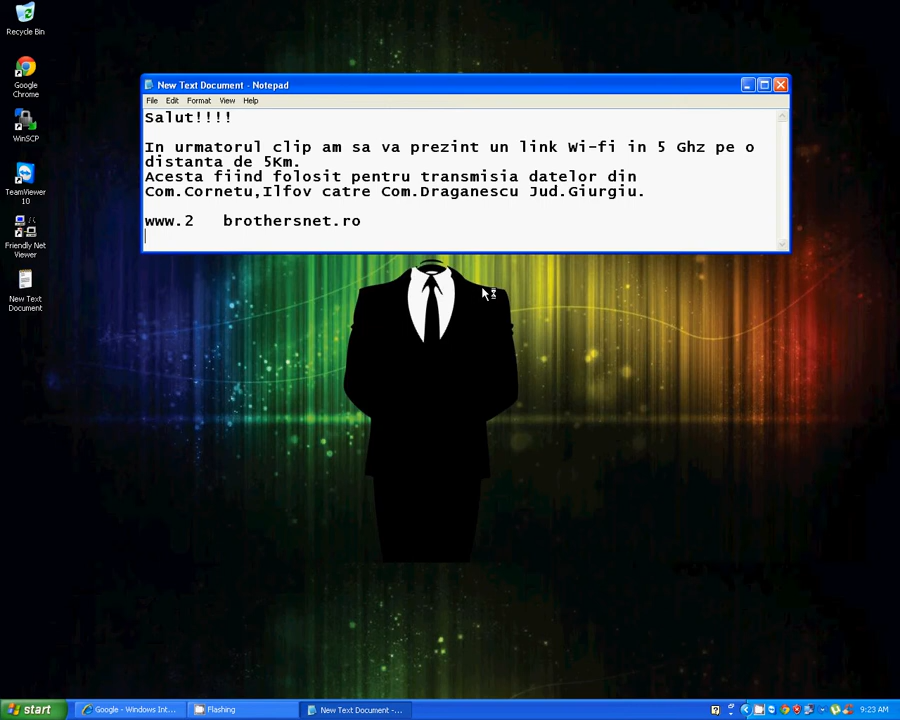 Recycle Bin
Google
Chrome
WinSCP
TeamViewer
10
Friendly Net
Viewer
New Text
Document
New Text Document - Notepad
File Edit Format View Help
Salut!!!!
In urmatorul clip am sa va prezint un link Wi-fi in 5 Ghz pe o
distanta de 5Km.
Acesta fiind folosit pentru transmisia datelor din
Com.Cornetu,Ilfov catre Com.Draganescu Jud.Giurgiu.
www.2 brothersnet.ro
start
Google - Windows Int...
Flashing
New Text Document -...
9:23 AM